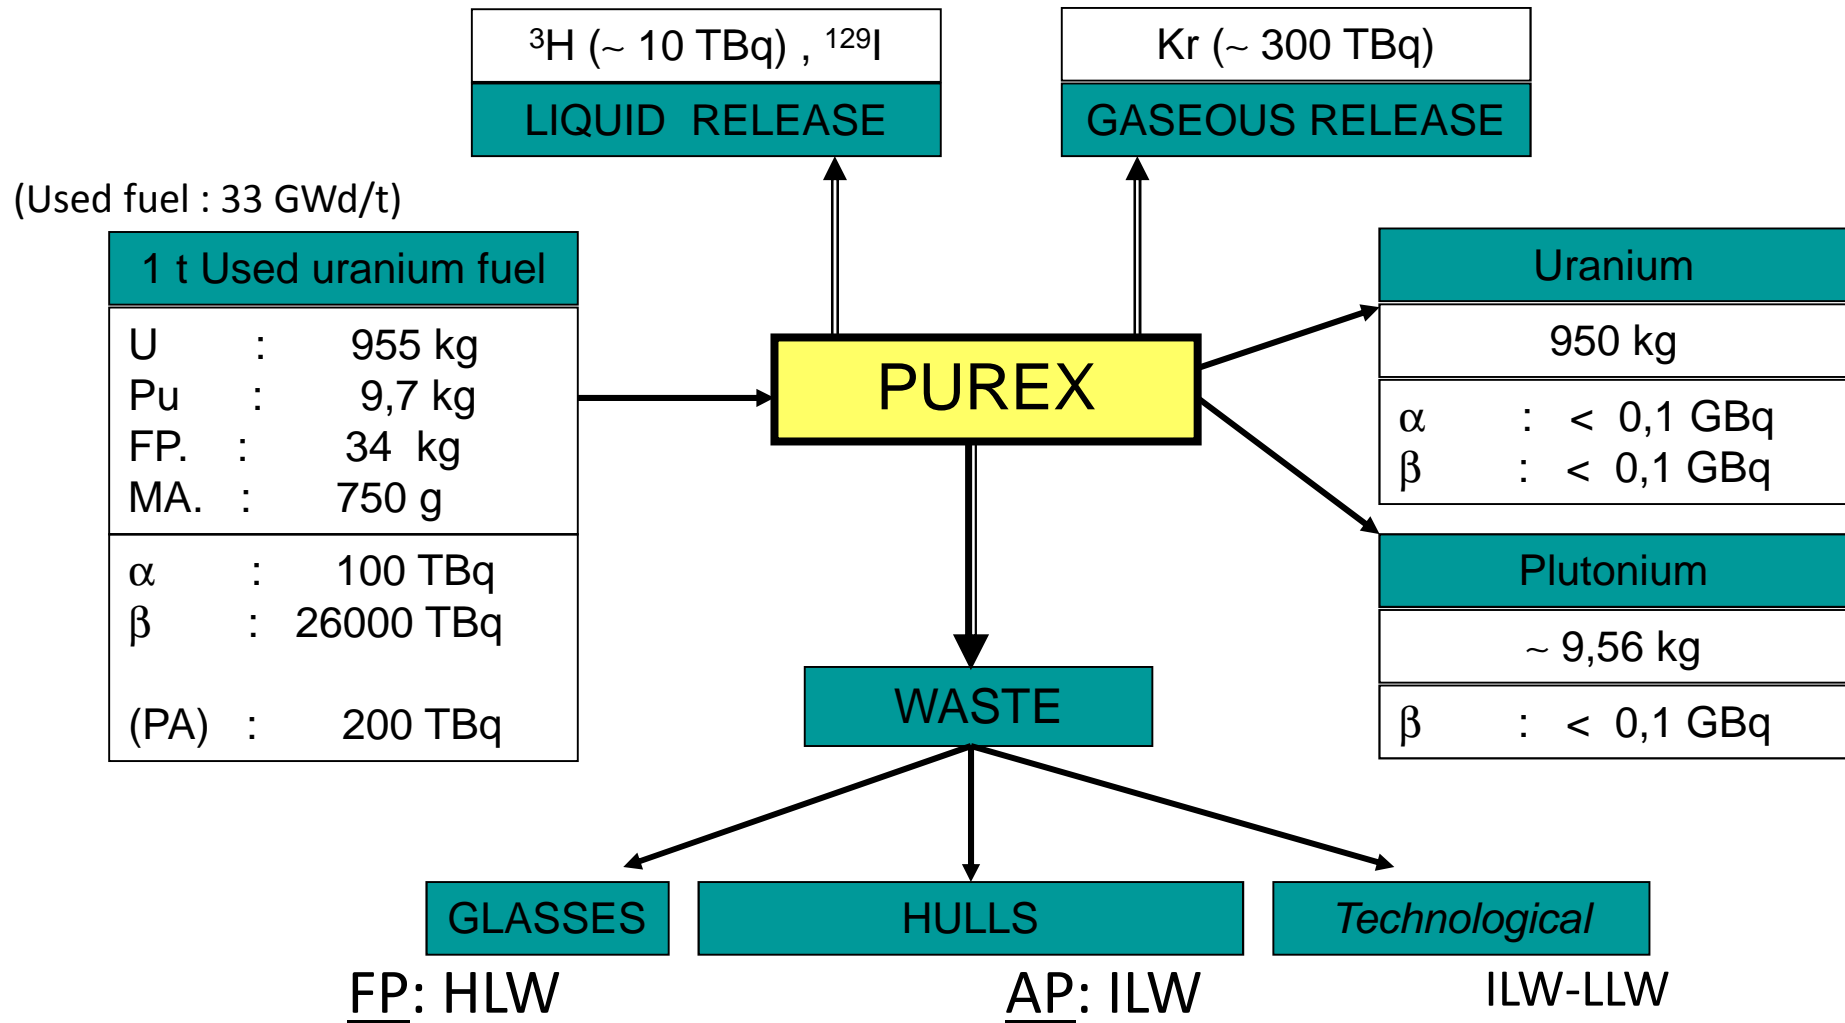 ³H (~ 10 TBq) , ¹²⁹I
LIQUID RELEASE
Kr (~ 300 TBq)
GASEOUS RELEASE
(Used fuel : 33 GWd/t)
1 t Used uranium fuel
U : 955 kg
Pu : 9,7 kg
FP. : 34 kg
MA. : 750 g
α : 100 TBq
β : 26000 TBq
(PA) : 200 TBq
PUREX
Uranium
950 kg
α : < 0,1 GBq
β : < 0,1 GBq
Plutonium
~ 9,56 kg
β : < 0,1 GBq
WASTE
GLASSES
HULLS
Technological
FP: HLW
AP: ILW
ILW-LLW